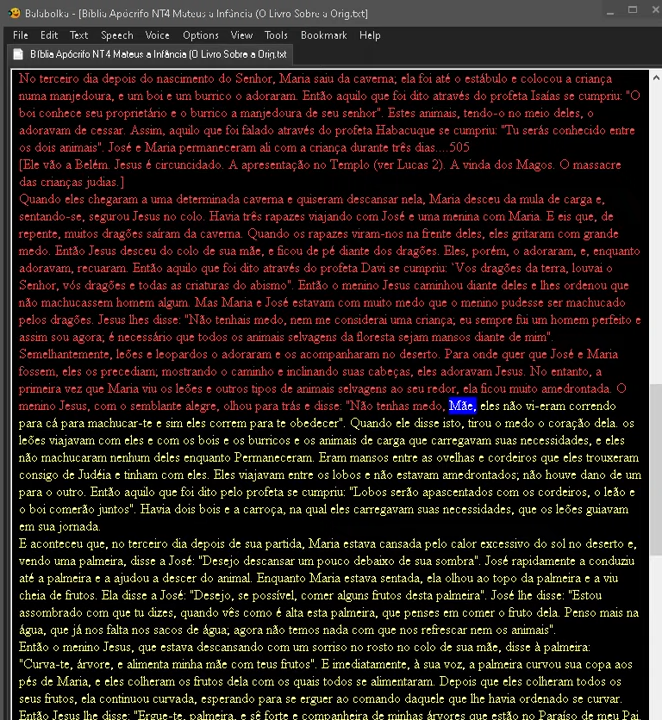 Balabolka - [Bíblia Apócrifo NT4 Mateus a Infância (O Livro Sobre a Orig.txt]
File Edit Text Speech Voice Options View Tools Bookmark Help
Bíblia Apócrifo NT4 Mateus a Infância (O Livro Sobre a Orig.txt
No terceiro dia depois do nascimento do Senhor, Maria saiu da caverna; ela foi até o estábulo e colocou a criança
numa manjedoura, e um boi e um burrico o adoraram. Então aquilo que foi dito através do profeta Isaías se cumpriu: "O
boi conhece seu proprietário e o burrico a manjedoura de seu senhor". Estes animais, tendo-o no meio deles, o
adoravam de cessar. Assim, aquilo que foi falado através do profeta Habacuque se cumpriu: "Tu serás conhecido entre
os dois animais". José e Maria permaneceram ali com a criança durante três dias....505
[Ele vão a Belém. Jesus é circuncidado. A apresentação no Templo (ver Lucas 2). A vinda dos Magos. O massacre
das crianças judias.]
Quando eles chegaram a uma determinada caverna e quiseram descansar nela, Maria desceu da mula de carga e,
sentando-se, segurou Jesus no colo. Havia três rapazes viajando com José e uma menina com Maria. E eis que, de
repente, muitos dragões saíram da caverna. Quando os rapazes viram-nos na frente deles, eles gritaram com grande
medo. Então Jesus desceu do colo de sua mãe, e ficou de pé diante dos dragões. Eles, porém, o adoraram, e, enquanto
adoravam, recuaram. Então aquilo que foi dito através do profeta Davi se cumpriu: "Vos dragões da terra, louvai o
Senhor, vós dragões e todas as criaturas do abismo". Então o menino Jesus caminhou diante deles e lhes ordenou que
não machucassem homem algum. Mas Maria e José estavam com muito medo que o menino pudesse ser machucado
pelos dragões. Jesus lhes disse: "Não tenhais medo, nem me considerai uma criança; eu sempre fui um homem perfeito e
assim sou agora; é necessário que todos os animais selvagens da floresta sejam mansos diante de mim".
Semelhantemente, leões e leopardos o adoraram e os acompanharam no deserto. Para onde quer que José e Maria
fossem, eles os precediam; mostrando o caminho e inclinando suas cabeças, eles adoravam Jesus. No entanto, a
primeira vez que Maria viu os leões e outros tipos de animais selvagens ao seu redor, ela ficou muito amedrontada. O
menino Jesus, com o semblante alegre, olhou para trás e disse: "Não tenhas medo, Mãe, eles não vi-eram correndo
para cá para machucar-te e sim eles correm para te obedecer". Quando ele disse isto, tirou o medo o coração dela. os
leões viajavam com eles e com os bois e os burricos e os animais de carga que carregavam suas necessidades, e eles
não machucaram nenhum deles enquanto Permaneceram. Eram mansos entre as ovelhas e cordeiros que eles trouxeram
consigo de Judéia e tinham com eles. Eles viajavam entre os lobos e não estavam amedrontados; não houve dano de um
para o outro. Então aquilo que foi dito pelo profeta se cumpriu: "Lobos serão apascentados com os cordeiros, o leão e
o boi comerão juntos". Havia dois bois e a carroça, na qual eles carregavam suas necessidades, que os leões guiavam
em sua jornada.
E aconteceu que, no terceiro dia depois de sua partida, Maria estava cansada pelo calor excessivo do sol no deserto e,
vendo uma palmeira, disse a José: "Desejo descansar um pouco debaixo de sua sombra". José rapidamente a conduziu
até a palmeira e a ajudou a descer do animal. Enquanto Maria estava sentada, ela olhou ao topo da palmeira e a viu
cheia de frutos. Ela disse a José: "Desejo, se possível, comer alguns frutos desta palmeira". José lhe disse: "Estou
assombrado com que tu dizes, quando vês como é alta esta palmeira, que penses em comer o fruto dela. Penso mais na
água, que já nos falta nos sacos de água; agora não temos nada com que nos refrescar nem os animais".
Então o menino Jesus, que estava descansando com um sorriso no rosto no colo de sua mãe, disse à palmeira:
"Curva-te, árvore, e alimenta minha mãe com teus frutos". E imediatamente, à sua voz, a palmeira curvou sua copa aos
pés de Maria, e eles colheram os frutos dela com os quais todos se alimentaram. Depois que eles colheram todos os
seus frutos, ela continuou curvada, esperando para se erguer ao comando daquele que lhe havia ordenado se curvar.
Então Jesus lhe disse: "Ergue-te, palmeira, e sê forte e companheira de minhas árvores que estão no Paraíso de meu Pai